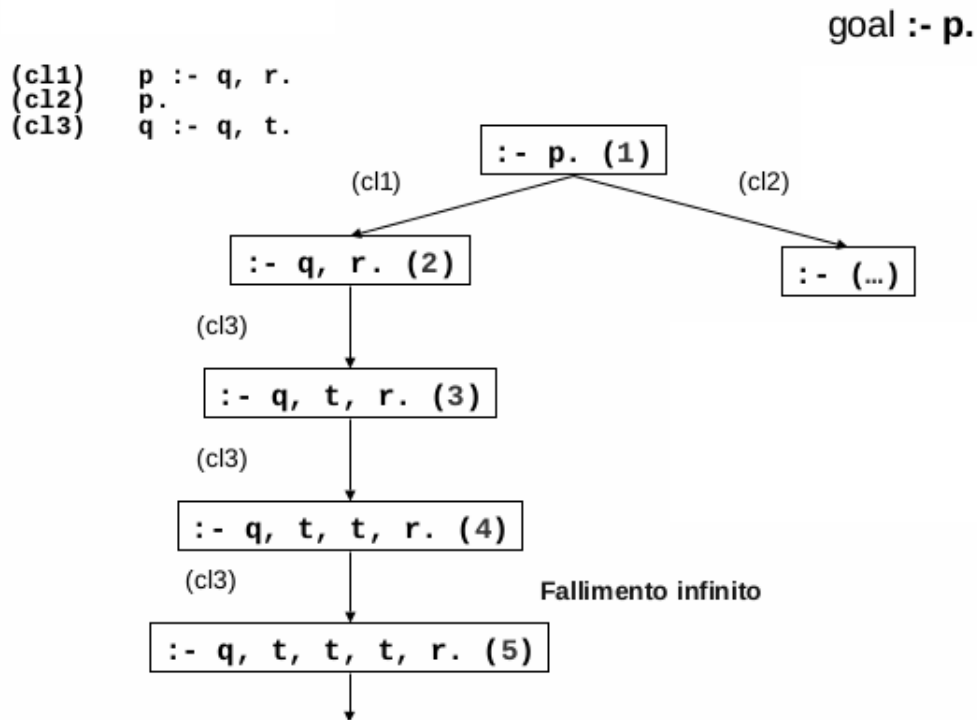 goal :- p.
(cl1) p :- q, r.
(cl2) p.
(cl3) q :- q, t.
:- p. (1)
(cl1)
(cl2)
:- q, r. (2)
:- (…)
(cl3)
:- q, t, r. (3)
(cl3)
:- q, t, t, r. (4)
(cl3)
Fallimento infinito
:- q, t, t, t, r. (5)